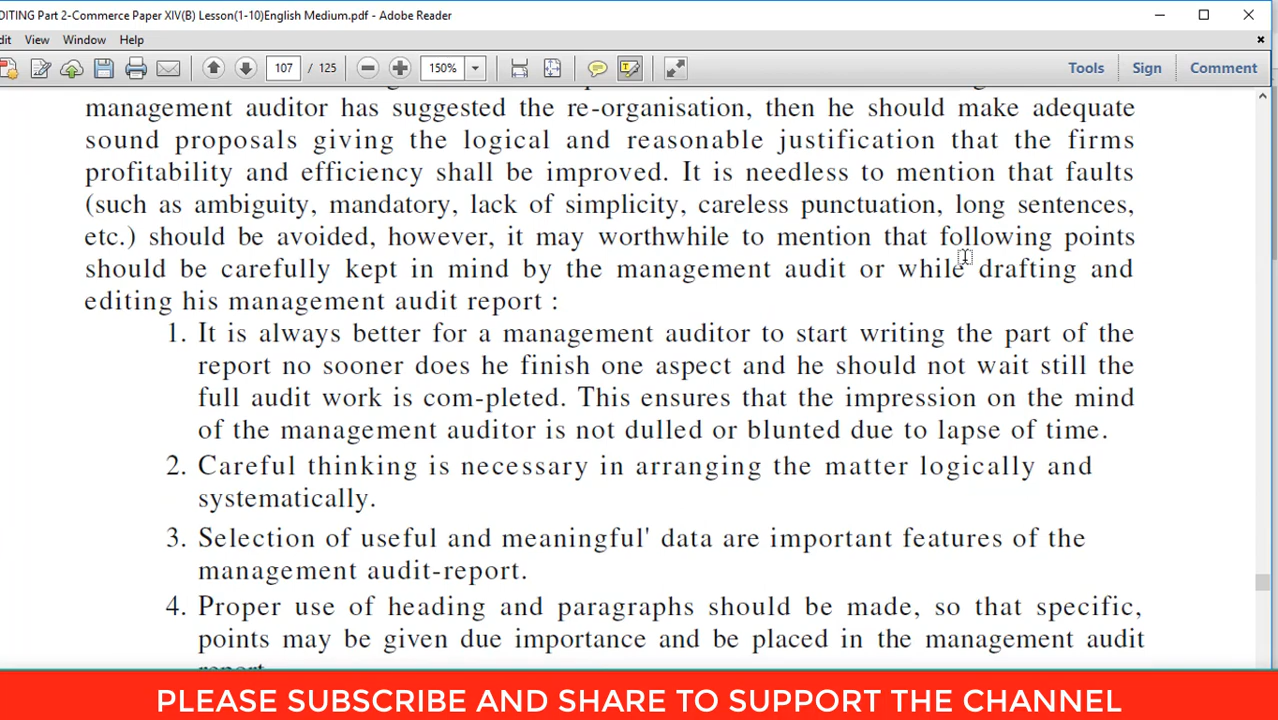 DITING Part 2-Commerce Paper XIV(B) Lesson(1-10)English Medium.pdf - Adobe Reader
dit View Window Help
107 / 125 150% Tools Sign Comment
management auditor has suggested the re-organisation, then he should make adequate
sound proposals giving the logical and reasonable justification that the firms
profitability and efficiency shall be improved. It is needless to mention that faults
(such as ambiguity, mandatory, lack of simplicity, careless punctuation, long sentences,
etc.) should be avoided, however, it may worthwhile to mention that following points
should be carefully kept in mind by the management audit or while drafting and
editing his management audit report :
1. It is always better for a management auditor to start writing the part of the
report no sooner does he finish one aspect and he should not wait still the
full audit work is com-pleted. This ensures that the impression on the mind
of the management auditor is not dulled or blunted due to lapse of time.
2. Careful thinking is necessary in arranging the matter logically and
systematically.
3. Selection of useful and meaningful' data are important features of the
management audit-report.
4. Proper use of heading and paragraphs should be made, so that specific,
points may be given due importance and be placed in the management audit
report
PLEASE SUBSCRIBE AND SHARE TO SUPPORT THE CHANNEL